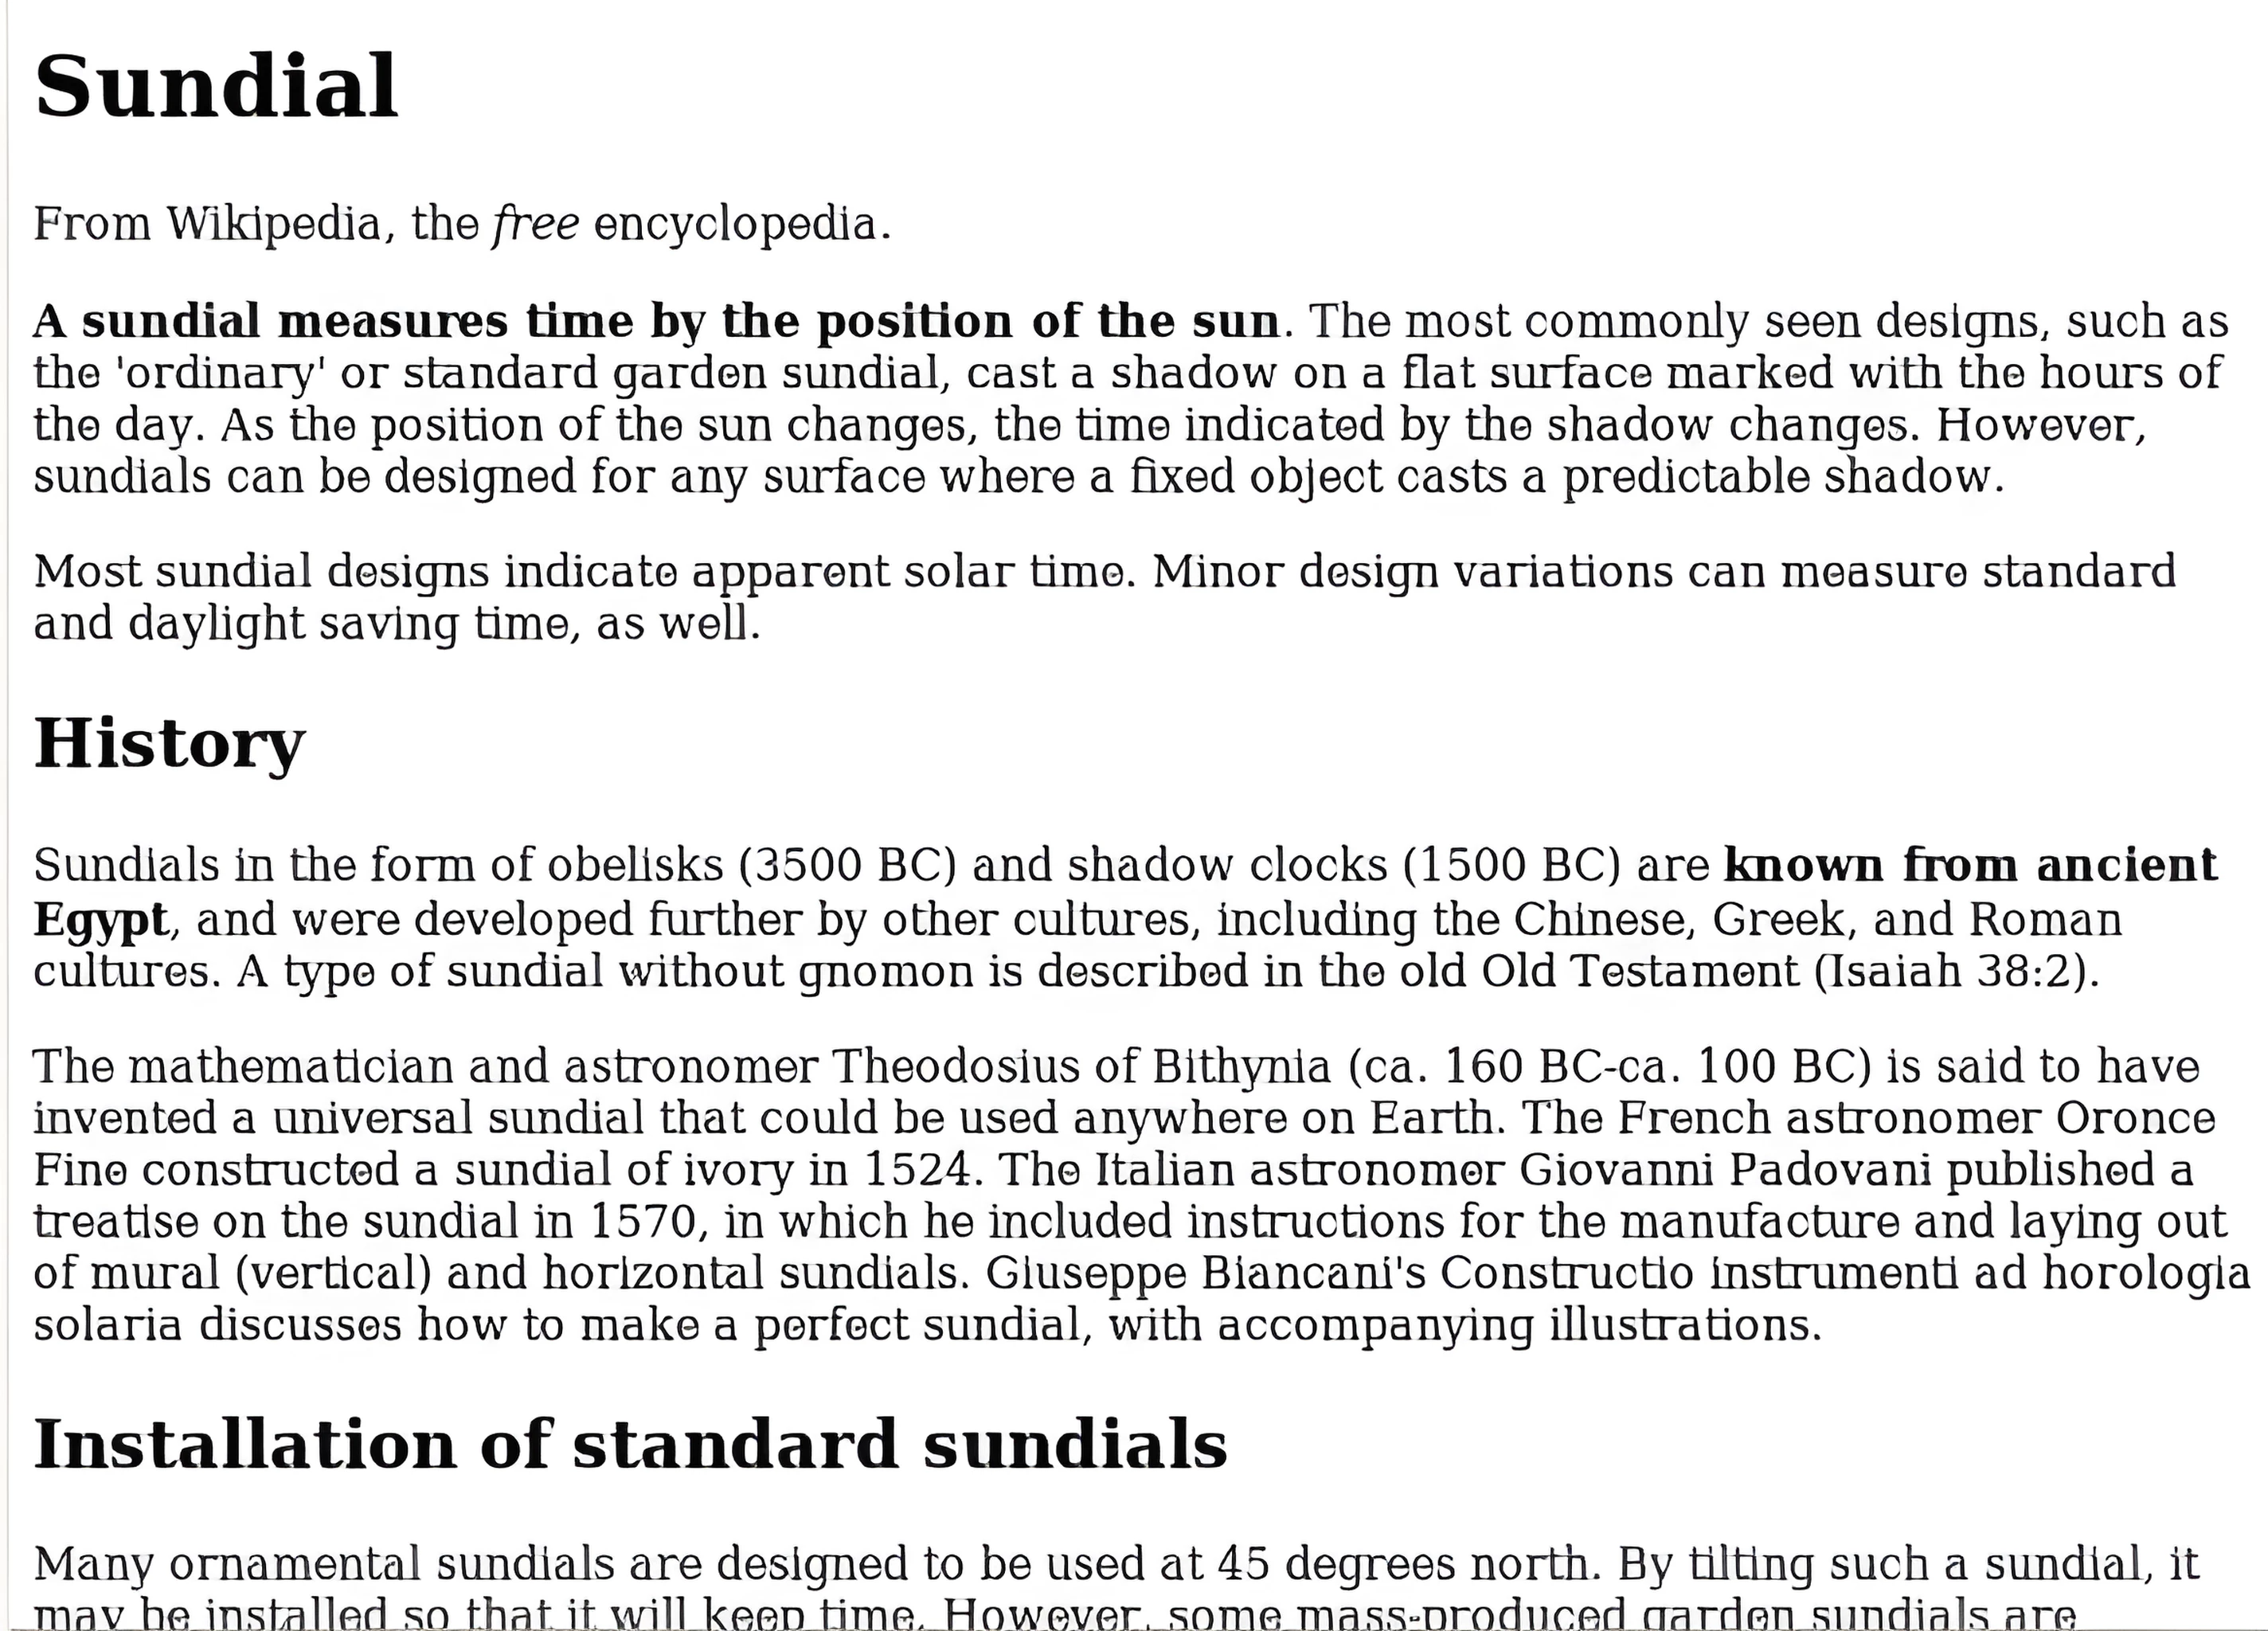 Sundial
From Wikipedia, the free encyclopedia.
A sundial measures time by the position of the sun. The most commonly seen designs, such as
the 'ordinary' or standard garden sundial, cast a shadow on a flat surface marked with the hours of
the day. As the position of the sun changes, the time indicated by the shadow changes. However,
sundials can be designed for any surface where a fixed object casts a predictable shadow.
Most sundial designs indicate apparent solar time. Minor design variations can measure standard
and daylight saving time, as well.
History
Sundials in the form of obelisks (3500 BC) and shadow clocks (1500 BC) are known from ancient
Egypt, and were developed further by other cultures, including the Chinese, Greek, and Roman
cultures. A type of sundial without gnomon is described in the old Old Testament (Isaiah 38:2).
The mathematician and astronomer Theodosius of Bithynia (ca. 160 BC-ca. 100 BC) is said to have
invented a universal sundial that could be used anywhere on Earth. The French astronomer Oronce
Fine constructed a sundial of ivory in 1524. The Italian astronomer Giovanni Padovani published a
treatise on the sundial in 1570, in which he included instructions for the manufacture and laying out
of mural (vertical) and horizontal sundials. Giuseppe Biancani's Constructio instrumenti ad horologia
solaria discusses how to make a perfect sundial, with accompanying illustrations.
Installation of standard sundials
Many ornamental sundials are designed to be used at 45 degrees north. By tilting such a sundial, it
may be installed so that it will keep time. However, some mass-produced garden sundials are